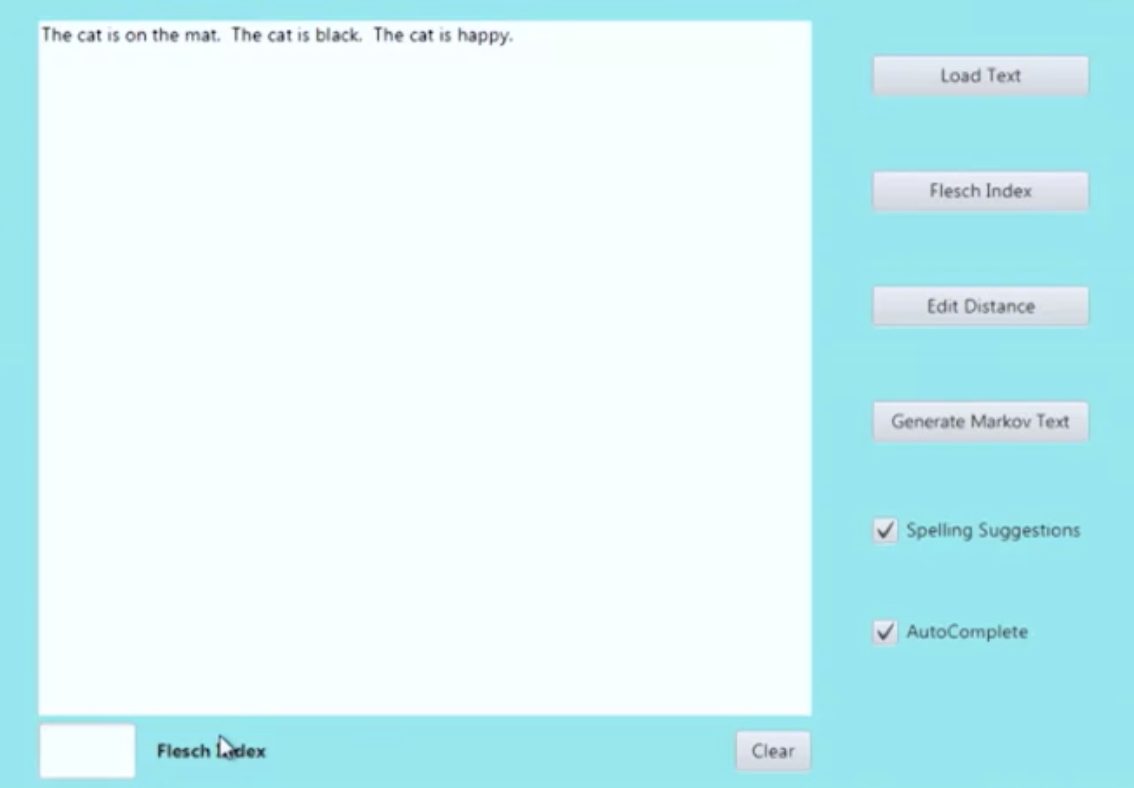 The cat is on the mat.  The cat is black.  The cat is happy.
Load Text
Flesch Index
Edit Distance
Generate Markov Text
Spelling Suggestions
AutoComplete
Flesch Index
Clear